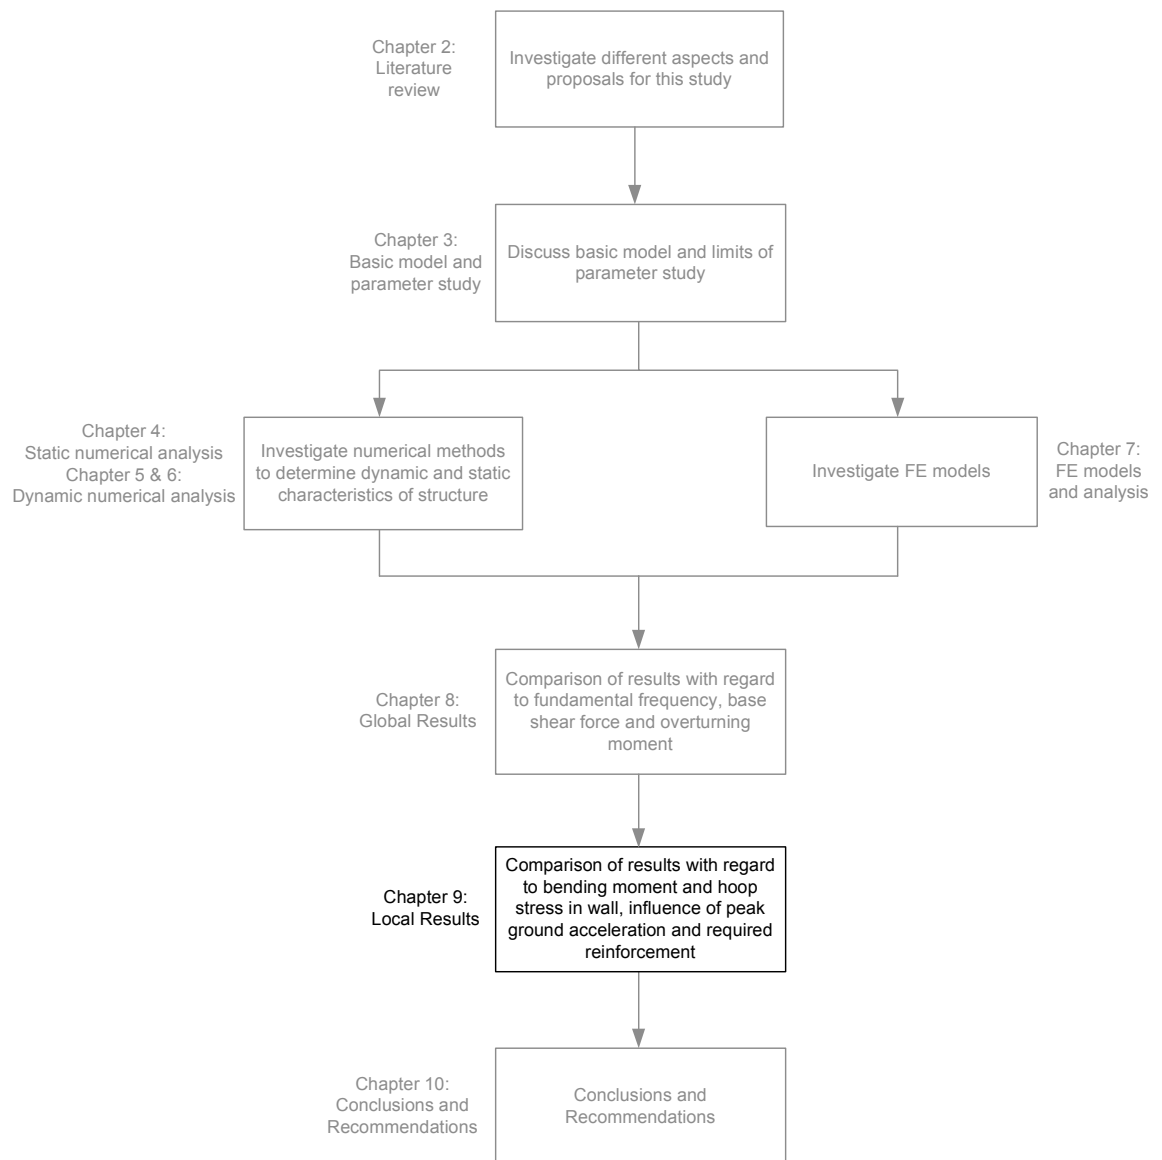 Chapter 2:
Literature
review
Investigate different aspects and
proposals for this study
Chapter 3:
Basic model and
parameter study
Discuss basic model and limits of
parameter study
Chapter 4:
Static numerical analysis
Chapter 5 & 6:
Dynamic numerical analysis
Investigate numerical methods
to determine dynamic and static
characteristics of structure
Investigate FE models
Chapter 7:
FE models
and analysis
Chapter 8:
Global Results
Comparison of results with regard
to fundamental frequency, base
shear force and overturning
moment
Chapter 9:
Local Results
Comparison of results with regard
to bending moment and hoop
stress in wall, influence of peak
ground acceleration and required
reinforcement
Chapter 10:
Conclusions and
Recommendations
Conclusions and
Recommendations